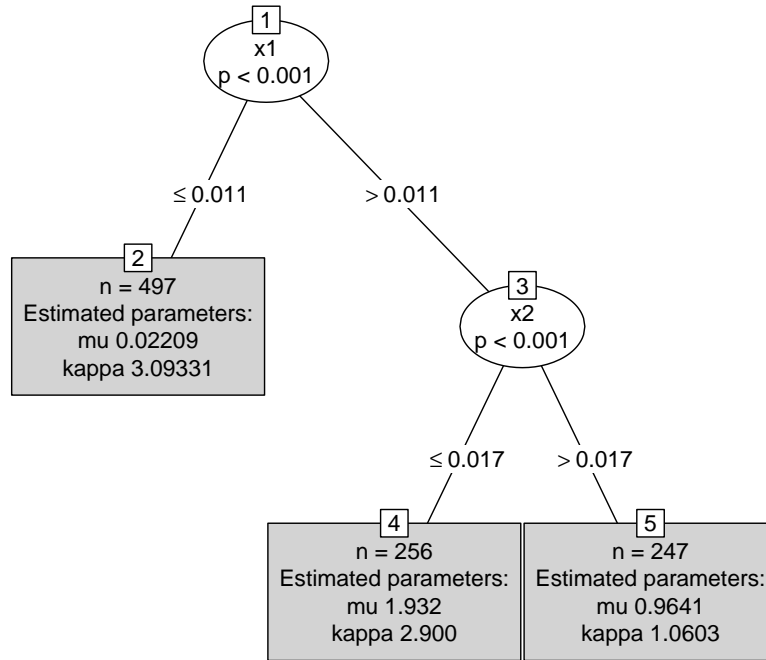 1
x1
p < 0.001
≤ 0.011
> 0.011
2
n = 497
Estimated parameters:
mu 0.02209
kappa 3.09331
3
x2
p < 0.001
≤ 0.017
> 0.017
4
n = 256
Estimated parameters:
mu 1.932
kappa 2.900
5
n = 247
Estimated parameters:
mu 0.9641
kappa 1.0603